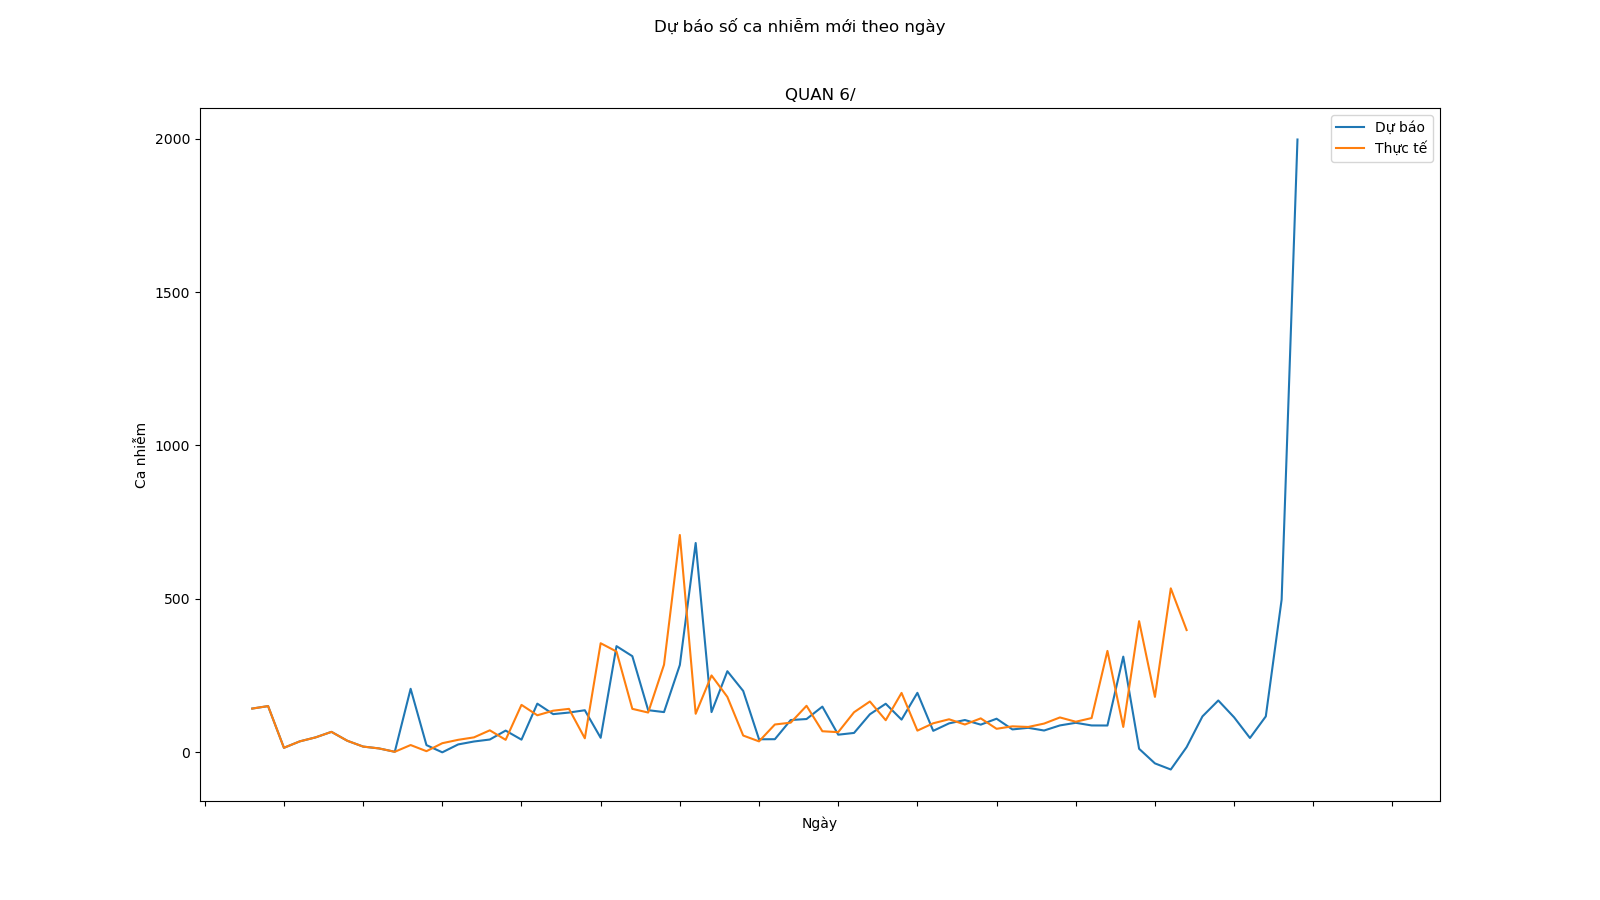 Dự báo số ca nhiễm mới theo ngày
QUAN 6/
Dự báo
Thực tế
2000
1500
1000
500
0
Ca nhiễm
Ngày